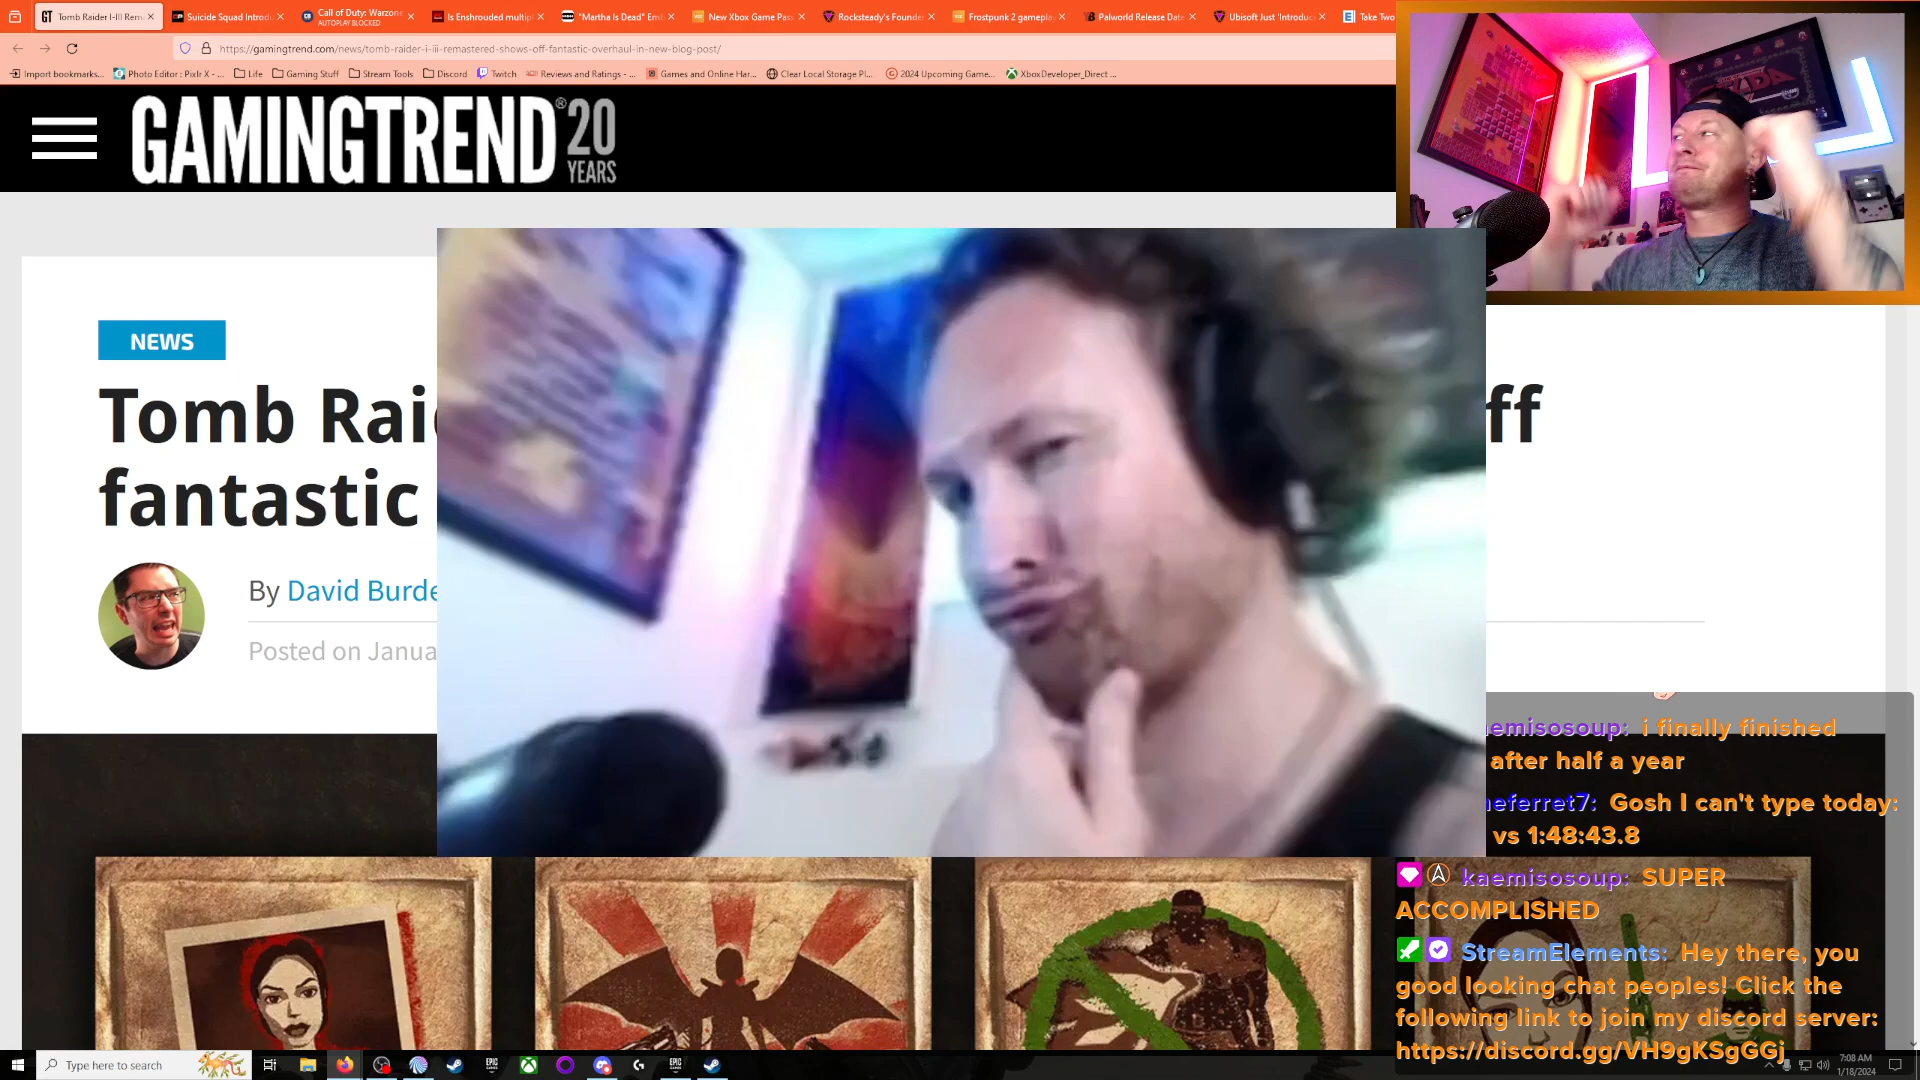 Tomb Raider I-III Rem
Suicide Squad Introdu
Call of Duty: Warzone
AUTOPLAY BLOCKED
Is Enshrouded multip
"Martha Is Dead" Em
New Xbox Game Pas
Rocksteady's Founder
Frostpunk 2 gamepla
Palworld Release Date
Ubisoft Just 'Introduc
Take Two
https://gamingtrend.com/news/tomb-raider-i-iii-remastered-shows-off-fantastic-overhaul-in-new-blog-post/
Import bookmarks...
Photo Editor : Pixlr X - ...
Life
Gaming Stuff
Stream Tools
Discord
Twitch
Reviews and Ratings - ...
Games and Online Har...
Clear Local Storage Pl...
2024 Upcoming Game...
XboxDeveloper_Direct ...
GAMINGTREND® 20 YEARS
NEWS
Tomb Raid ff
fantastic
By David Burde
Posted on Janua
aemisosoup: i finally finished
after half a year
neferret7: Gosh I can't type today:
vs 1:48:43.8
kaemisosoup: SUPER
ACCOMPLISHED
StreamElements: Hey there, you
good looking chat peoples! Click the
following link to join my discord server:
https://discord.gg/VH9gKSgGGj
Type here to search
7:08 AM
1/18/2024